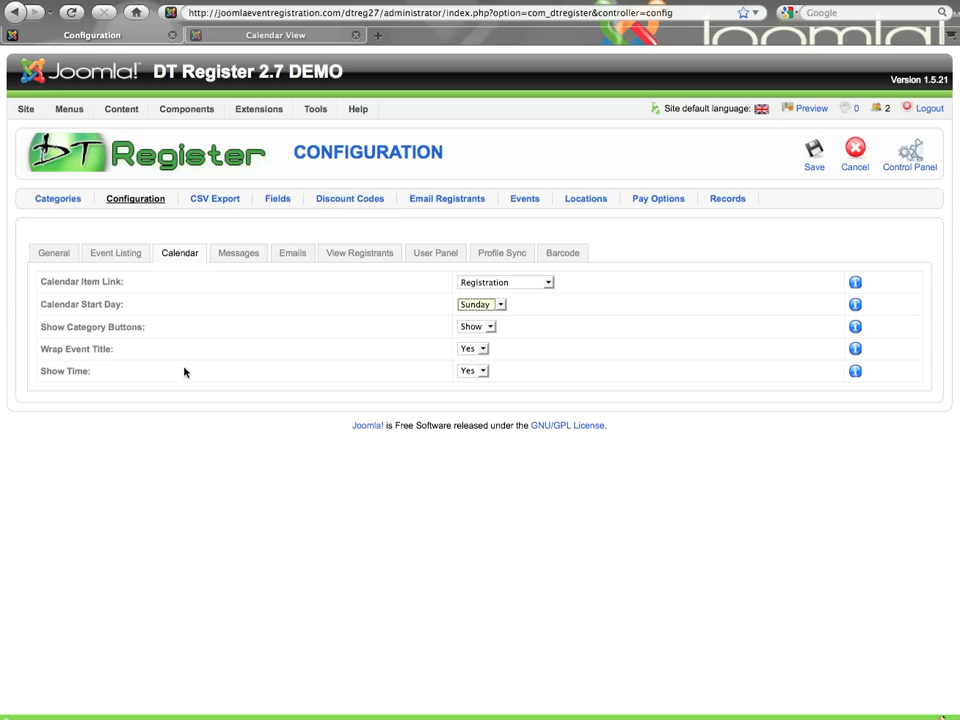 http://joomlaeventregistration.com/dtreg27/administrator/index.php?option=com_dtregister&controller=config
Google
Configuration
Calendar View
Joomla!
Joomla! DT Register 2.7 DEMO
Version 1.5.21
Site Menus Content Components Extensions Tools Help
Site default language: Preview 0 2 Logout
DT Register CONFIGURATION
Save Cancel Control Panel
Categories Configuration CSV Export Fields Discount Codes Email Registrants Events Locations Pay Options Records
General Event Listing Calendar Messages Emails View Registrants User Panel Profile Sync Barcode
Calendar Item Link: Registration
Calendar Start Day: Sunday
Show Category Buttons: Show
Wrap Event Title: Yes
Show Time: Yes
Joomla! is Free Software released under the GNU/GPL License.